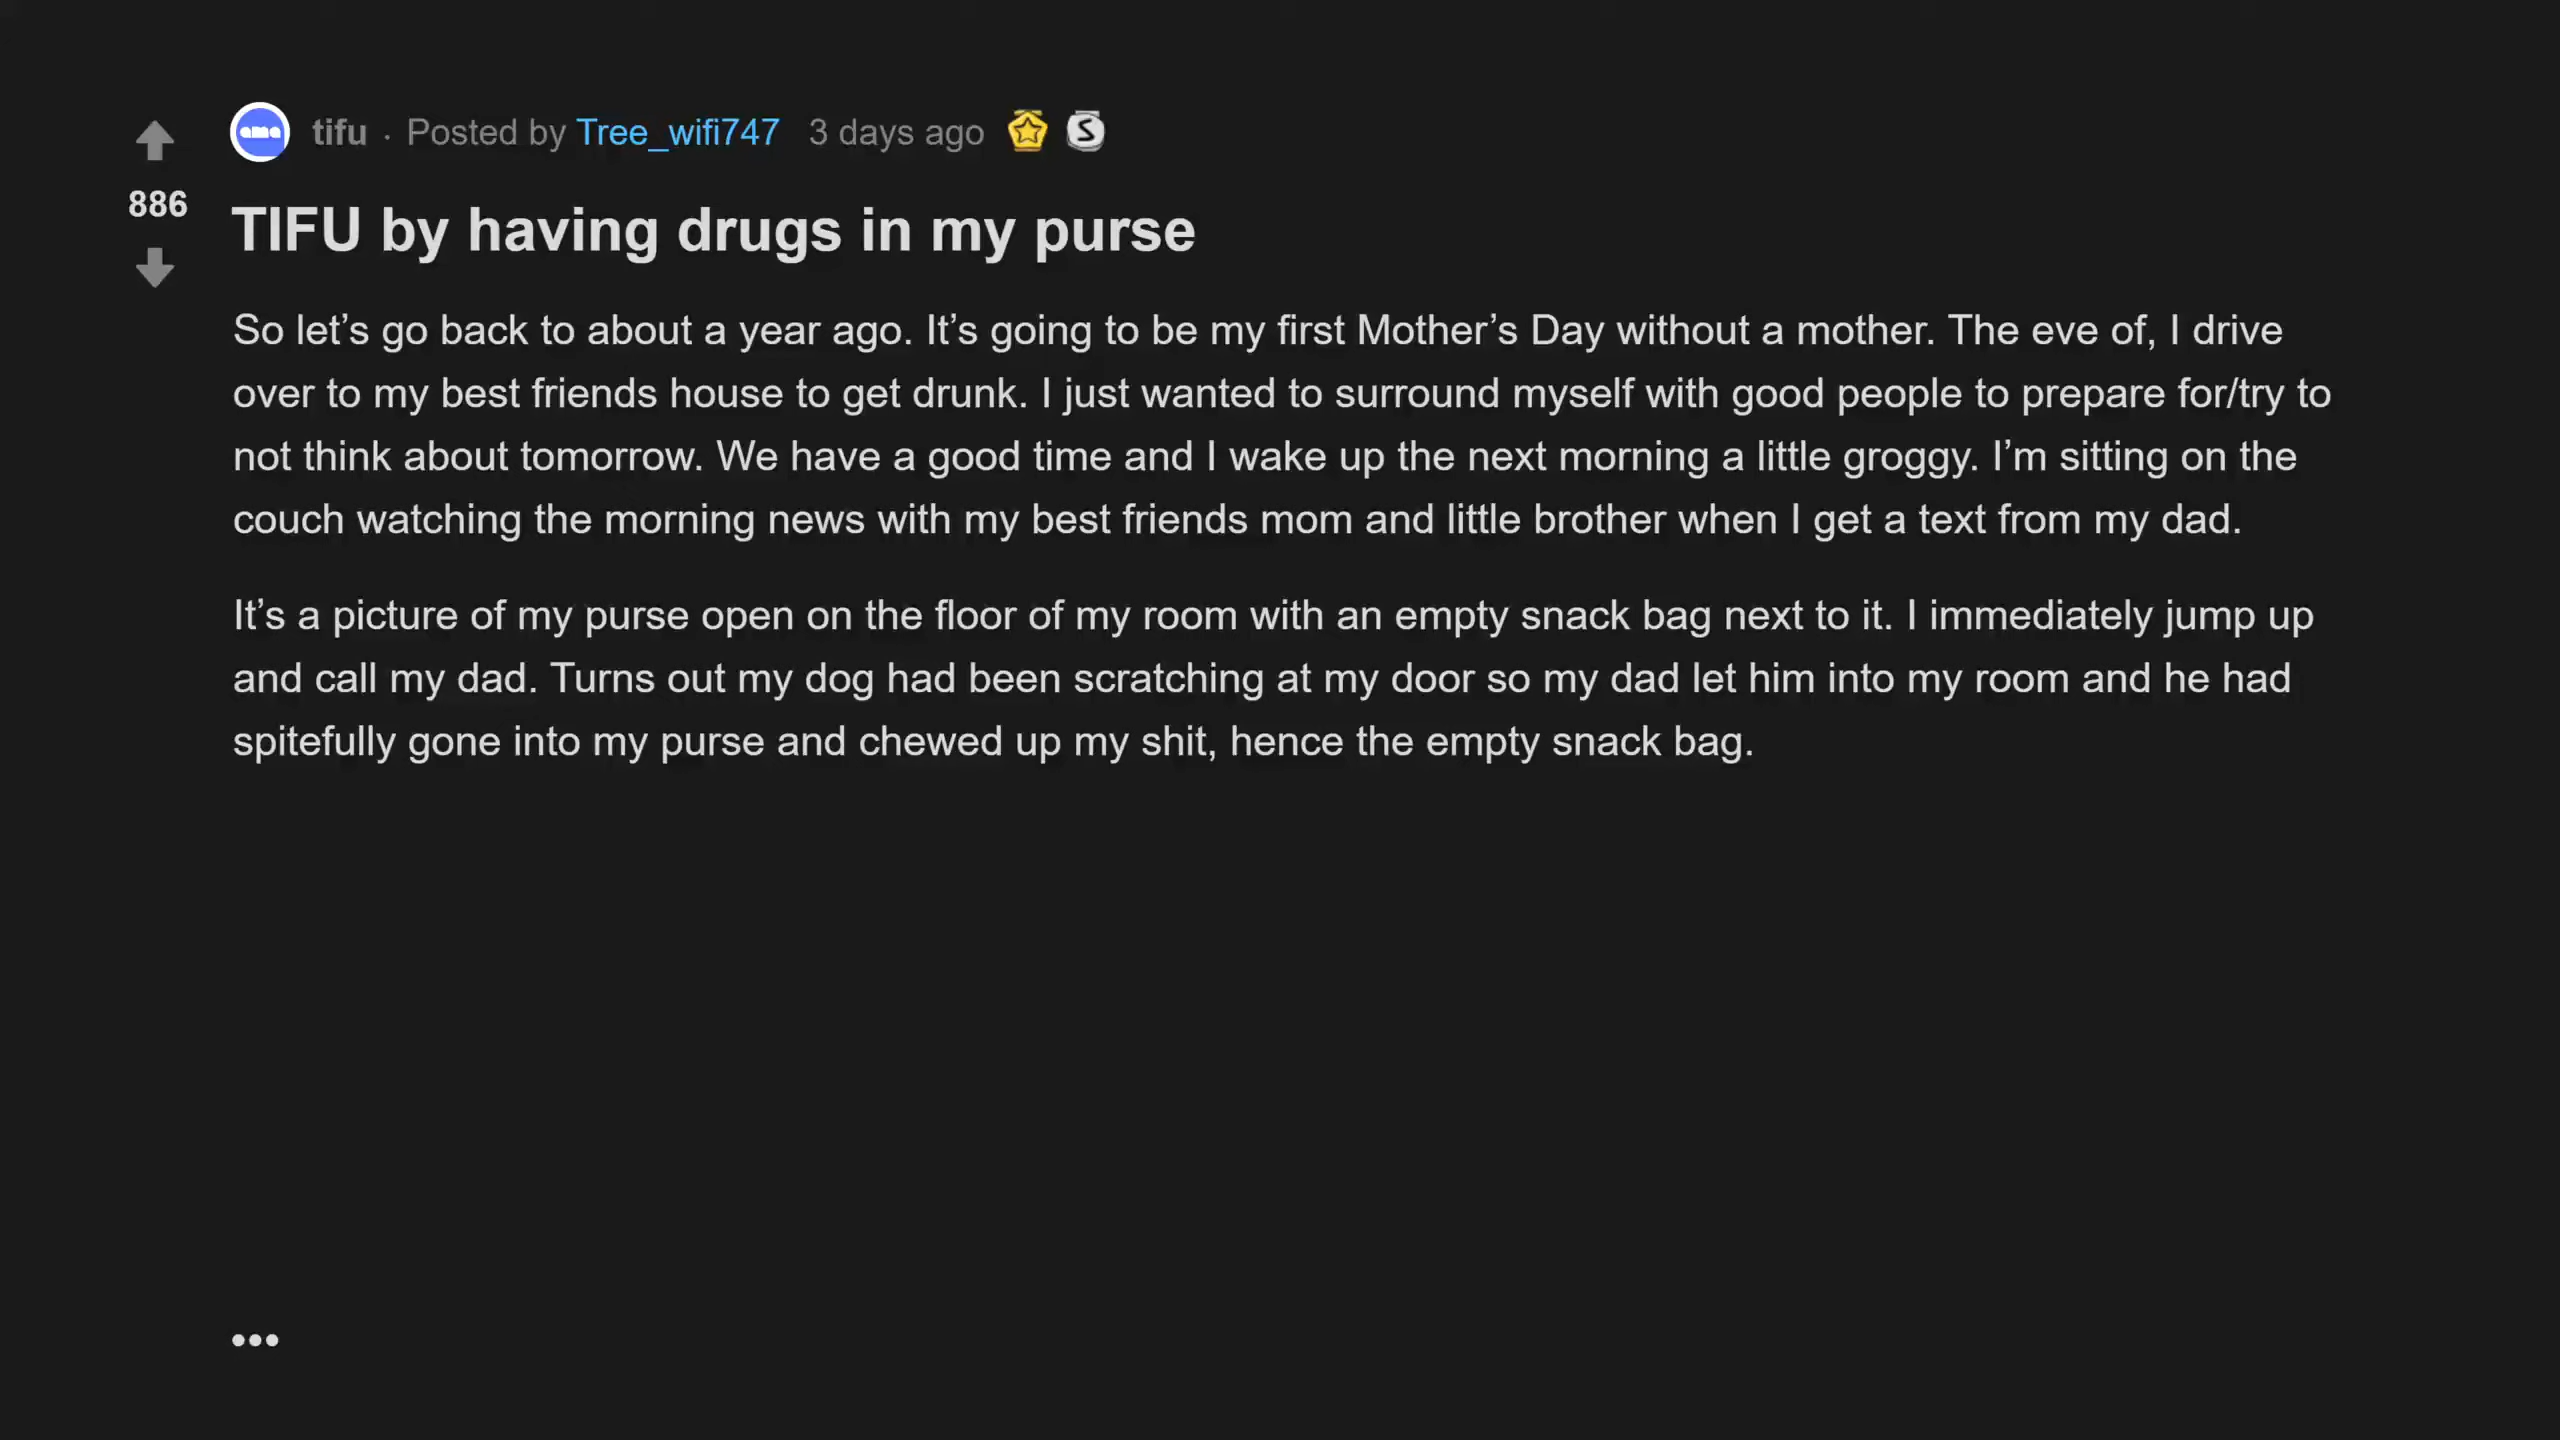 tifu · Posted by Tree_wifi747 3 days ago
886
TIFU by having drugs in my purse
So let’s go back to about a year ago. It’s going to be my first Mother’s Day without a mother. The eve of, I drive
over to my best friends house to get drunk. I just wanted to surround myself with good people to prepare for/try to
not think about tomorrow. We have a good time and I wake up the next morning a little groggy. I’m sitting on the
couch watching the morning news with my best friends mom and little brother when I get a text from my dad.
It’s a picture of my purse open on the floor of my room with an empty snack bag next to it. I immediately jump up
and call my dad. Turns out my dog had been scratching at my door so my dad let him into my room and he had
spitefully gone into my purse and chewed up my shit, hence the empty snack bag.